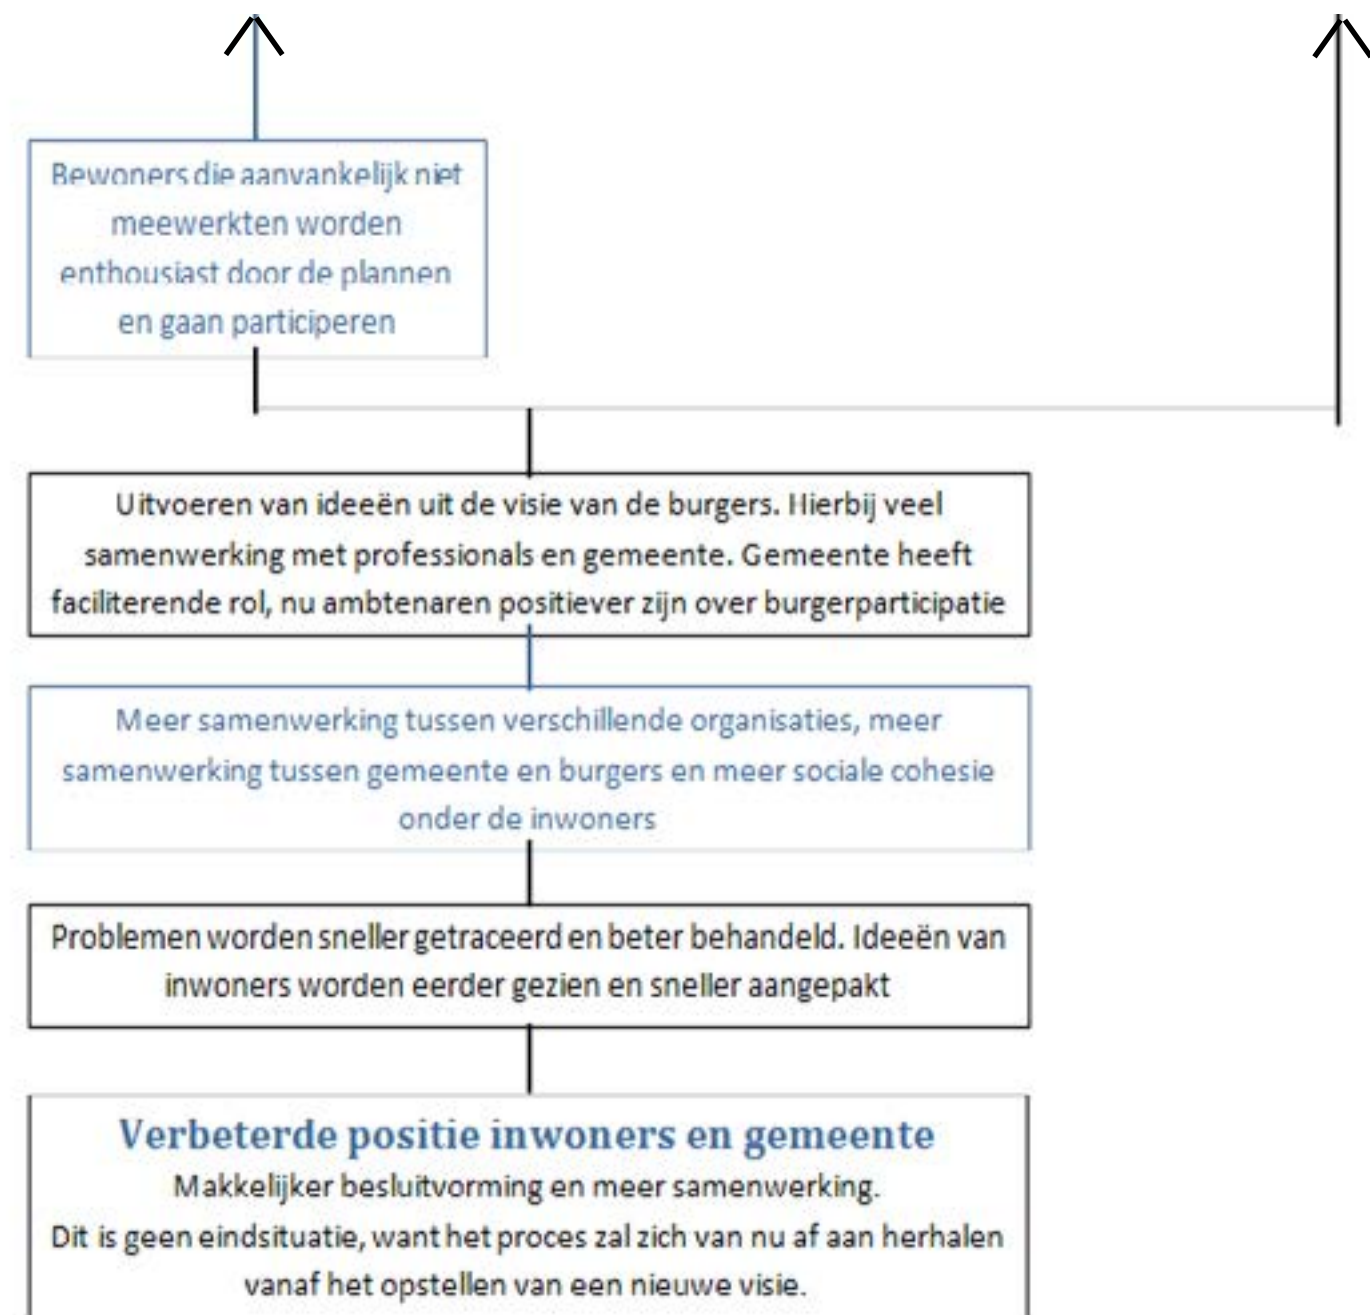 Bewoners die aanvankelijk niet
meewerkten worden
enthousiast door de plannen
en gaan participeren
Uitvoeren van ideeën uit de visie van de burgers. Hierbij veel
samenwerking met professionals en gemeente. Gemeente heeft
faciliterende rol, nu ambtenaren positiever zijn over burgerparticipatie
Meer samenwerking tussen verschillende organisaties, meer
samenwerking tussen gemeente en burgers en meer sociale cohesie
onder de inwoners
Problemen worden sneller getraceerd en beter behandeld. Ideeën van
inwoners worden eerder gezien en sneller aangepakt
Verbeterde positie inwoners en gemeente
Makkelijker besluitvorming en meer samenwerking.
Dit is geen eindsituatie, want het proces zal zich van nu af aan herhalen
vanaf het opstellen van een nieuwe visie.